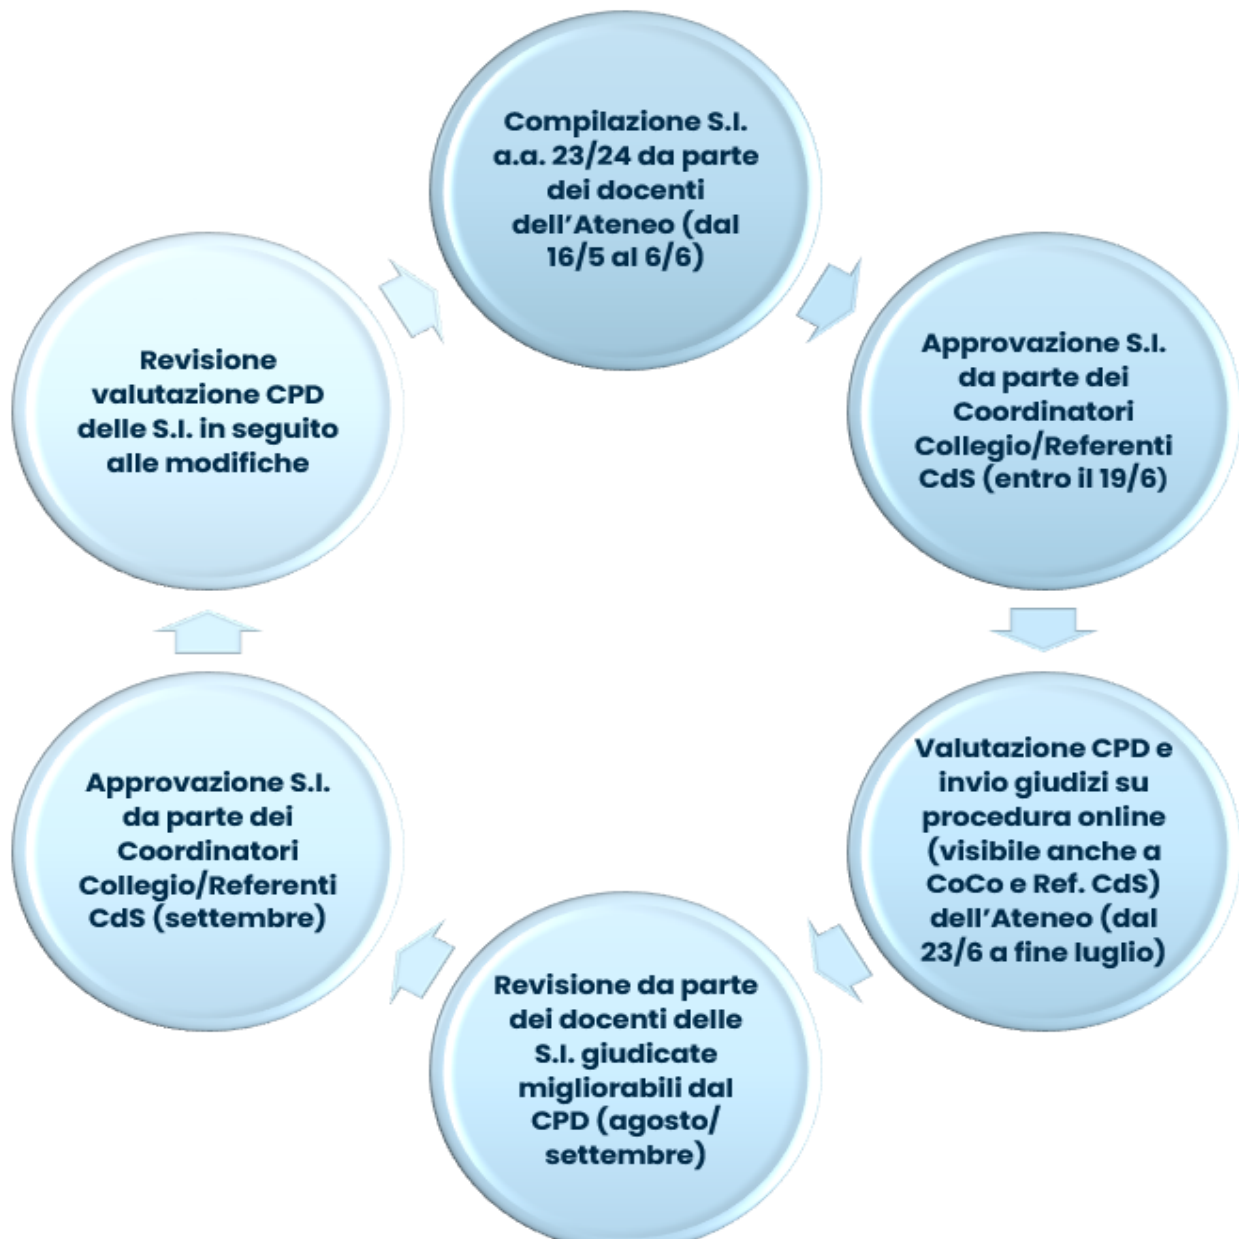 Compilazione S.I.
a.a. 23/24 da parte
dei docenti
dell'Ateneo (dal
16/5 al 6/6)
Approvazione S.I.
da parte dei
Coordinatori
Collegio/Referenti
CdS (entro il 19/6)
Valutazione CPD e
invio giudizi su
procedura online
(visibile anche a
CoCo e Ref. CdS)
dell'Ateneo (dal
23/6 a fine luglio)
Revisione da parte
dei docenti delle
S.I. giudicate
migliorabili dal
CPD (agosto/
settembre)
Approvazione S.I.
da parte dei
Coordinatori
Collegio/Referenti
CdS (settembre)
Revisione
valutazione CPD
delle S.I. in seguito
alle modifiche